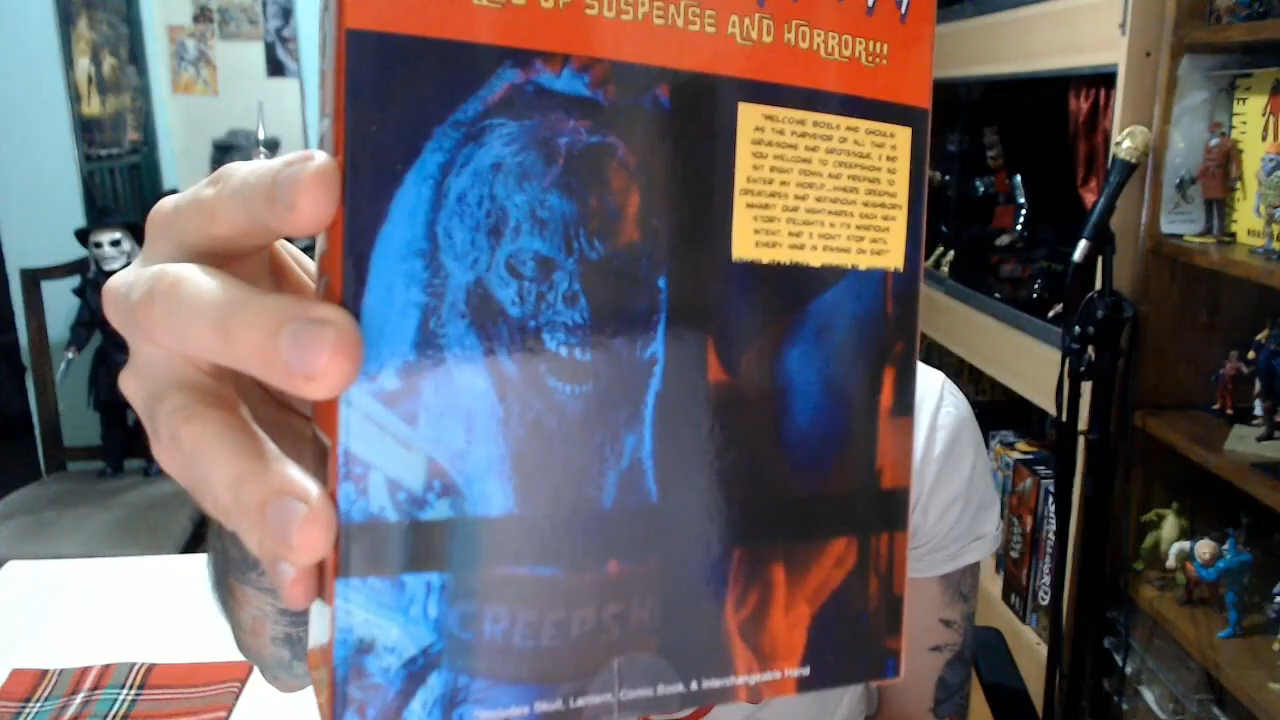 OF SUSPENSE AND HORROR!!!
"WELCOME BOILS AND GHOULS!
AS THE PURVEYOR OF ALL THAT IS
GRUESOME AND GROTESQUE, I BID
YOU WELCOME TO CREEPSHOW! SO
SIT RIGHT DOWN AND PREPARE TO
ENTER MY WORLD...WHERE CREEPING
CREATURES AND NEFARIOUS NEIGHBORS
INHABIT OUR NIGHTMARES. EACH NEW
STORY DELIGHTS IN ITS
INTENT, AND I WON'T STOP UNTIL
EVERY HAIR IS RAISING ON END!"
CREEPSH
Includes Skull, Lantern, Comic Book, & Interchangeable Hand